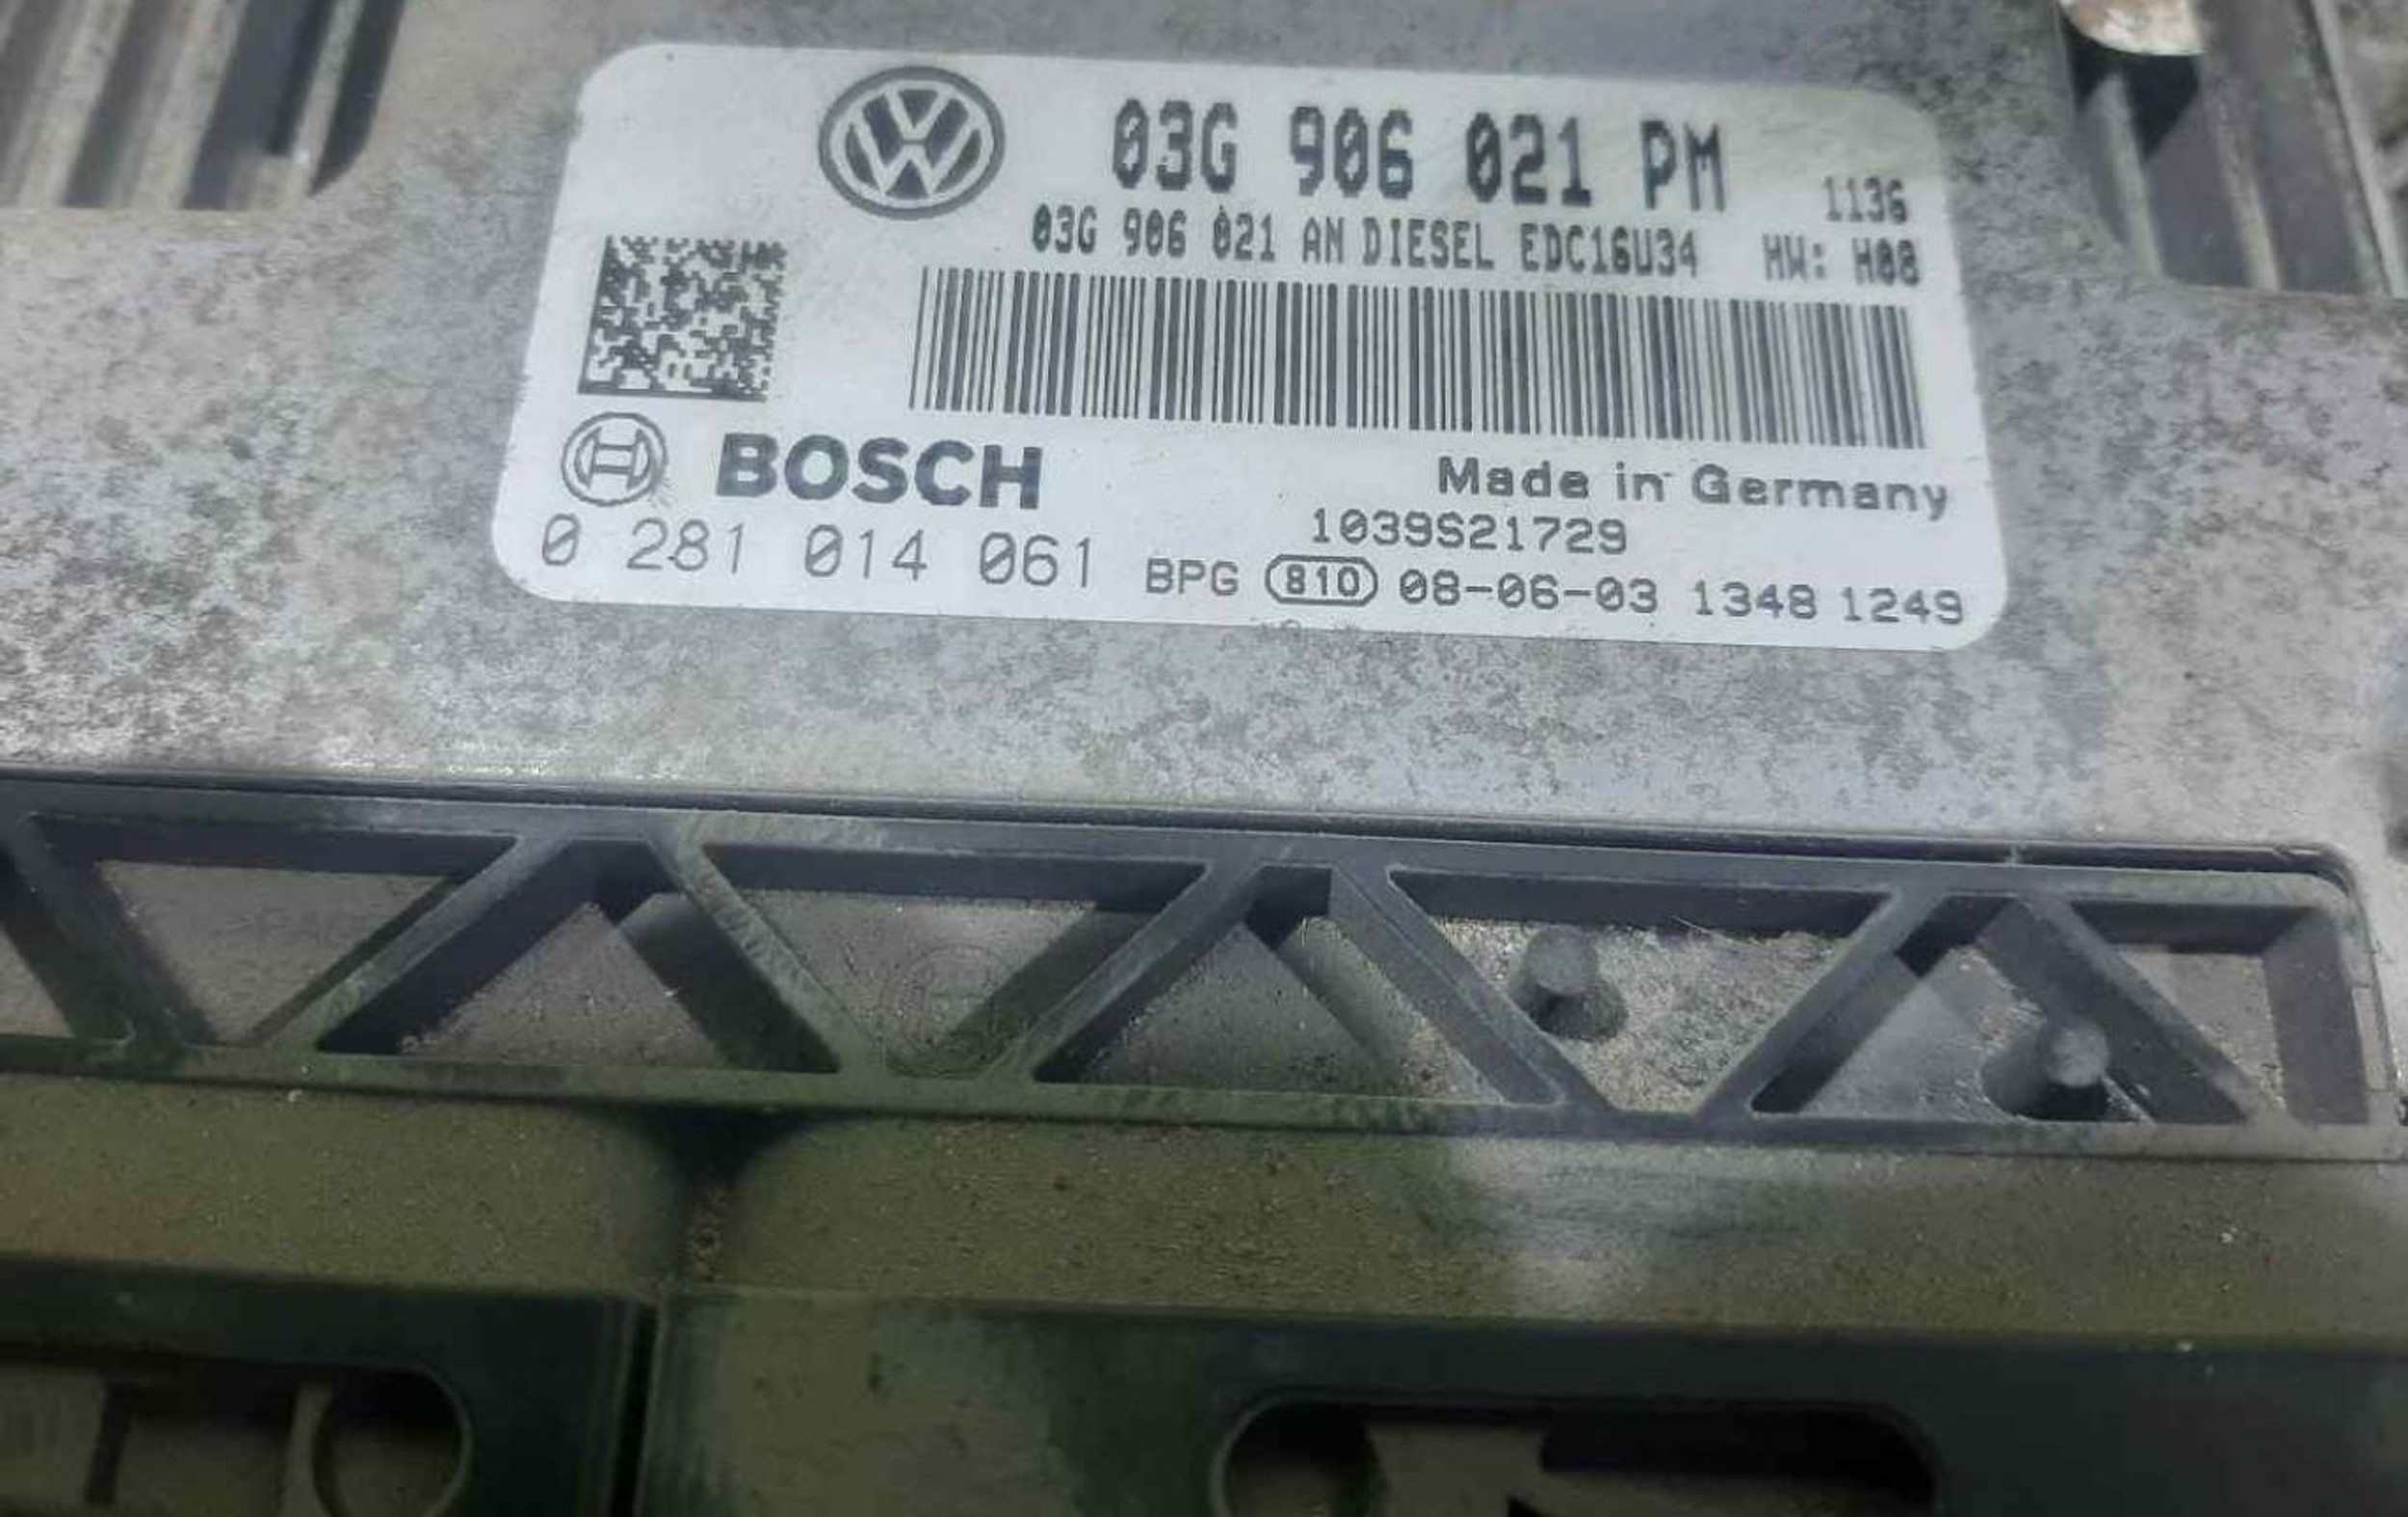 03G 906 021 PM
1136
03G 906 021 AN DIESEL EDC16U34 HW: H08
BOSCH
Made in Germany
1039S21729
0 281 014 061 BPG 810 08-06-03 1348 1249